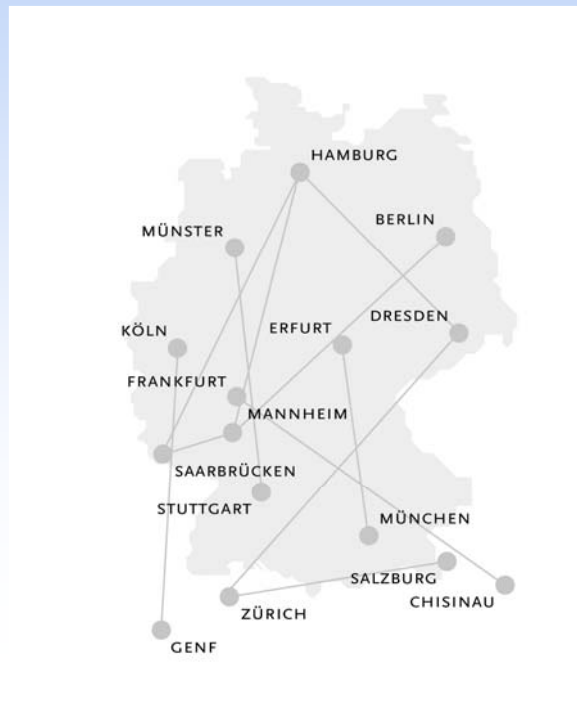 HAMBURG
BERLIN
MÜNSTER
DRESDEN
ERFURT
KÖLN
FRANKFURT
MANNHEIM
SAARBRÜCKEN
STUTTGART
MÜNCHEN
SALZBURG
CHISINAU
ZÜRICH
GENF